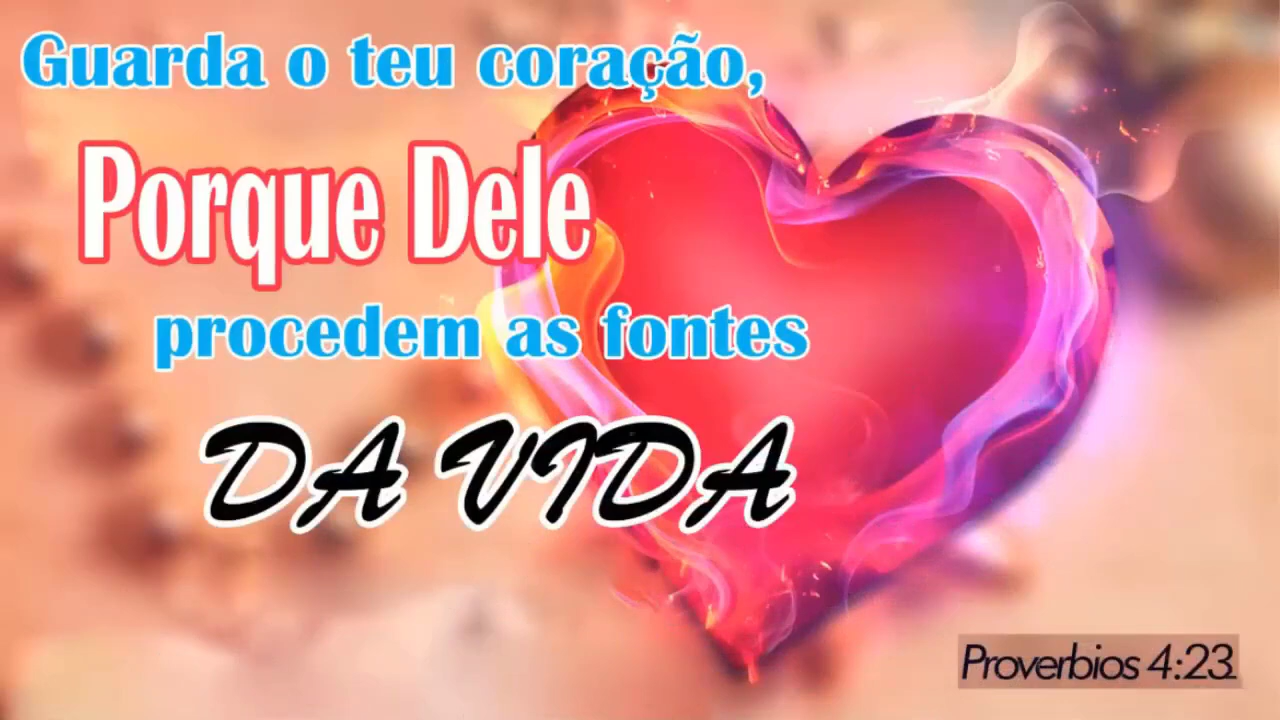 Guarda o teu coração,
Porque Dele
procedem as fontes
DA VIDA
Proverbios 4:23.